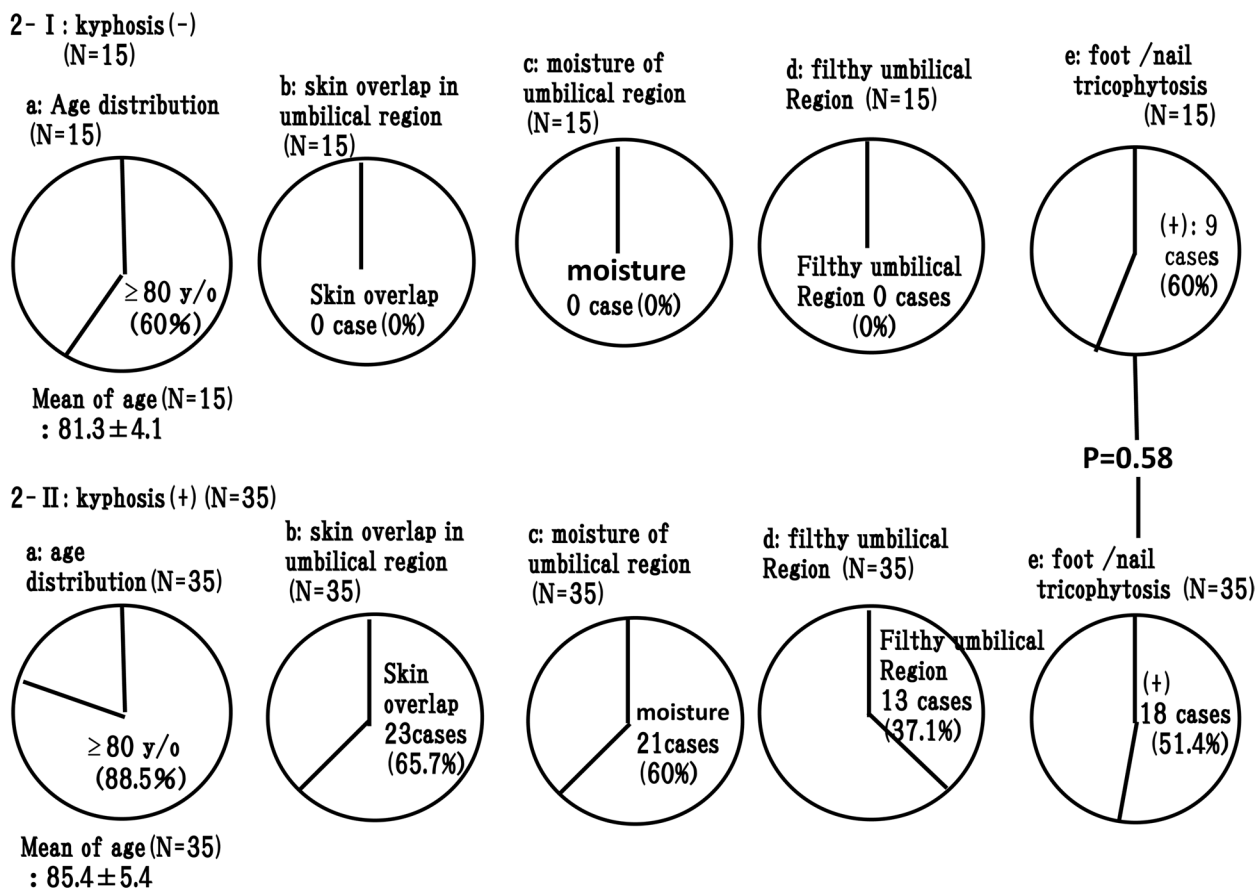 2- I : kyphosis (-)
(N=15)
a: Age distribution
(N=15)
≥80 y/o
(60%)
Mean of age (N=15)
: 81.3±4.1
b: skin overlap in
umbilical region
(N=15)
Skin overlap
0 case (0%)
c: moisture of
umbilical region
(N=15)
moisture
0 case (0%)
d: filthy umbilical
Region (N=15)
Filthy umbilical
Region 0 cases
(0%)
e: foot /nail
tricophytosis
(N=15)
(+): 9
cases
(60%)
P=0.58
2- II : kyphosis (+) (N=35)
a: age
distribution (N=35)
≥80 y/o
(88.5%)
Mean of age (N=35)
: 85.4±5.4
b: skin overlap in
umbilical region
(N=35)
Skin
overlap
23cases
(65.7%)
c: moisture of
umbilical region
(N=35)
moisture
21cases
(60%)
d: filthy umbilical
Region (N=35)
Filthy umbilical
Region
13 cases
(37.1%)
e: foot /nail
tricophytosis (N=35)
(+)
18 cases
(51.4%)